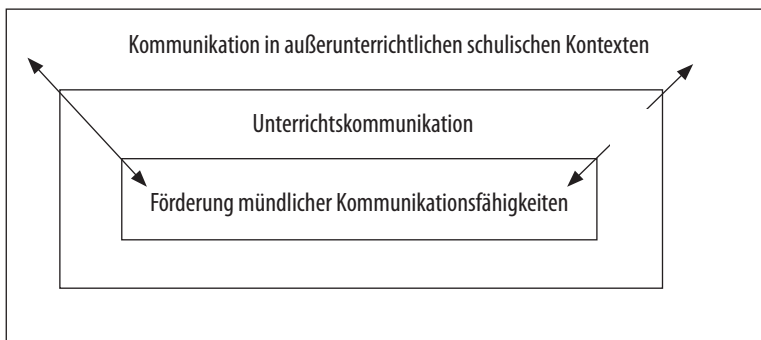 Kommunikation in außerunterrichtlichen schulischen Kontexten
Unterrichtskommunikation
Förderung mündlicher Kommunikationsfähigkeiten